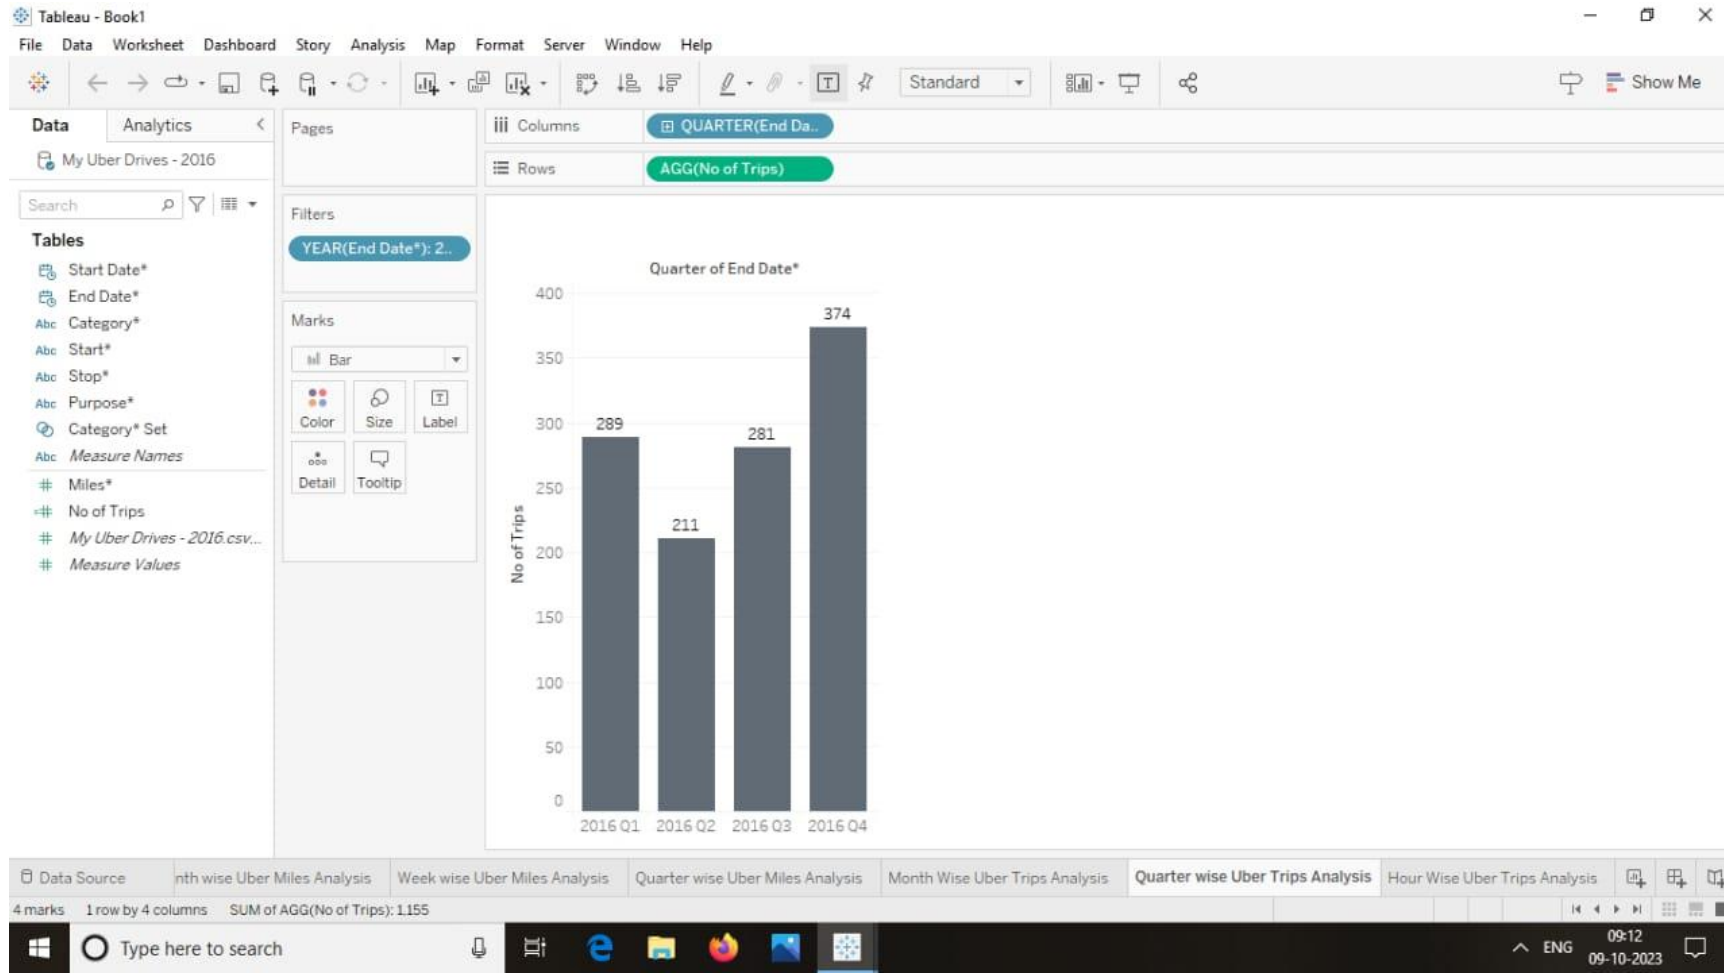 Tableau - Book1
File Data Worksheet Dashboard Story Analysis Map Format Server Window Help
Standard
Show Me
Data Analytics
My Uber Drives - 2016
Search
Tables
Start Date*
End Date*
Abc Category*
Abc Start*
Abc Stop*
Abc Purpose*
Category* Set
Abc Measure Names
# Miles*
=# No of Trips
# My Uber Drives - 2016.csv...
# Measure Values
Pages
Filters
YEAR(End Date*): 2..
Marks
Bar
Color Size Label
Detail Tooltip
Columns QUARTER(End Da..
Rows AGG(No of Trips)
Quarter of End Date*
No of Trips
400
350
300
250
200
150
100
50
0
289
211
281
374
2016 Q1 2016 Q2 2016 Q3 2016 Q4
Data Source nth wise Uber Miles Analysis Week wise Uber Miles Analysis Quarter wise Uber Miles Analysis Month Wise Uber Trips Analysis Quarter wise Uber Trips Analysis Hour Wise Uber Trips Analysis
4 marks 1 row by 4 columns SUM of AGG(No of Trips): 1,155
Type here to search
ENG
09:12
09-10-2023